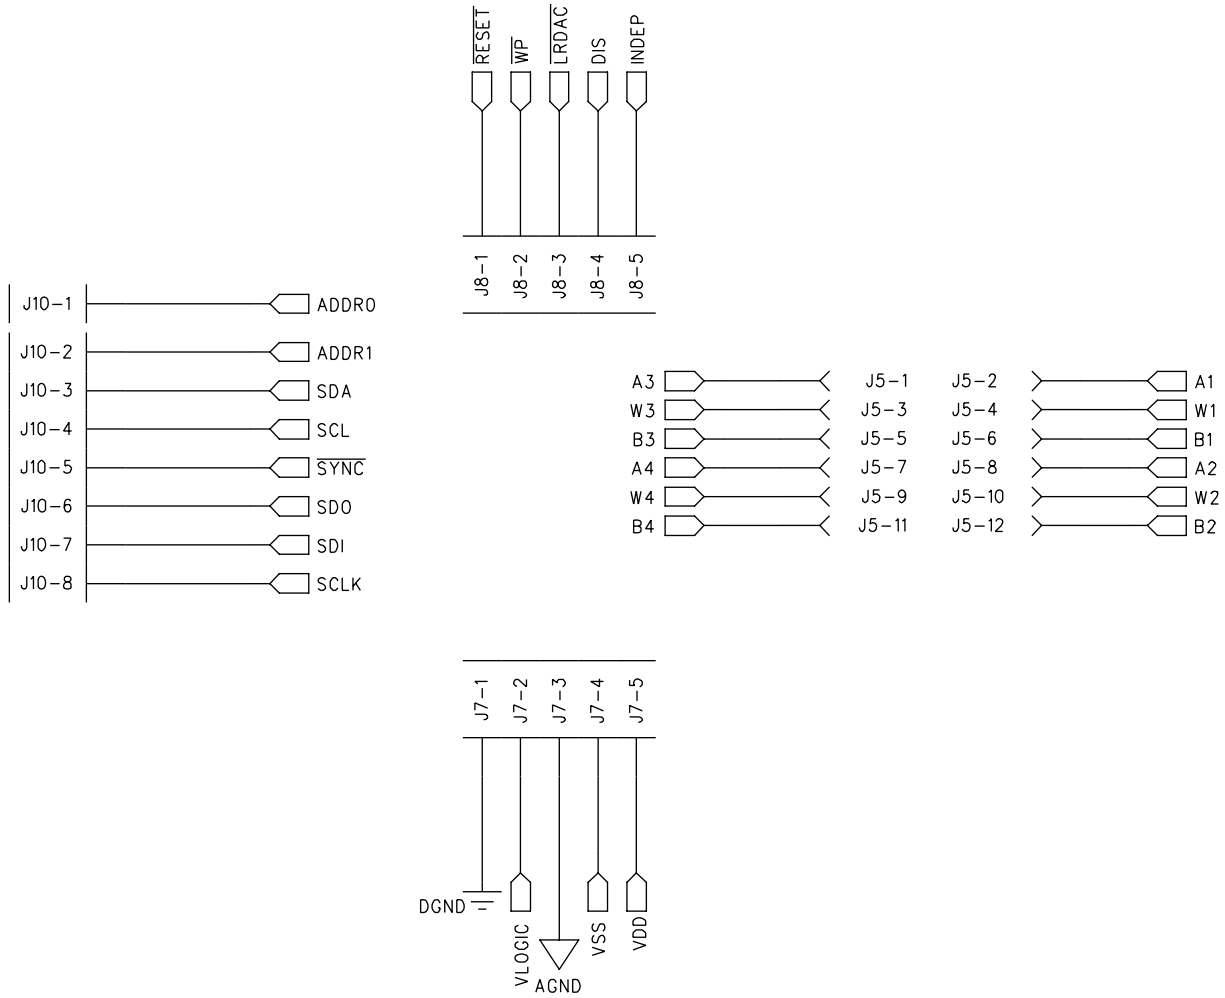 RESET
WP
LRDAC
DIS
INDEP
J8-1
J8-2
J8-3
J8-4
J8-5
J10-1 ADDR0
J10-2 ADDR1
J10-3 SDA
J10-4 SCL
J10-5 SYNC
J10-6 SDO
J10-7 SDI
J10-8 SCLK
A3 J5-1 J5-2 A1
W3 J5-3 J5-4 W1
B3 J5-5 J5-6 B1
A4 J5-7 J5-8 A2
W4 J5-9 J5-10 W2
B4 J5-11 J5-12 B2
J7-1
J7-2
J7-3
J7-4
J7-5
DGND
VLOGIC
AGND
VSS
VDD